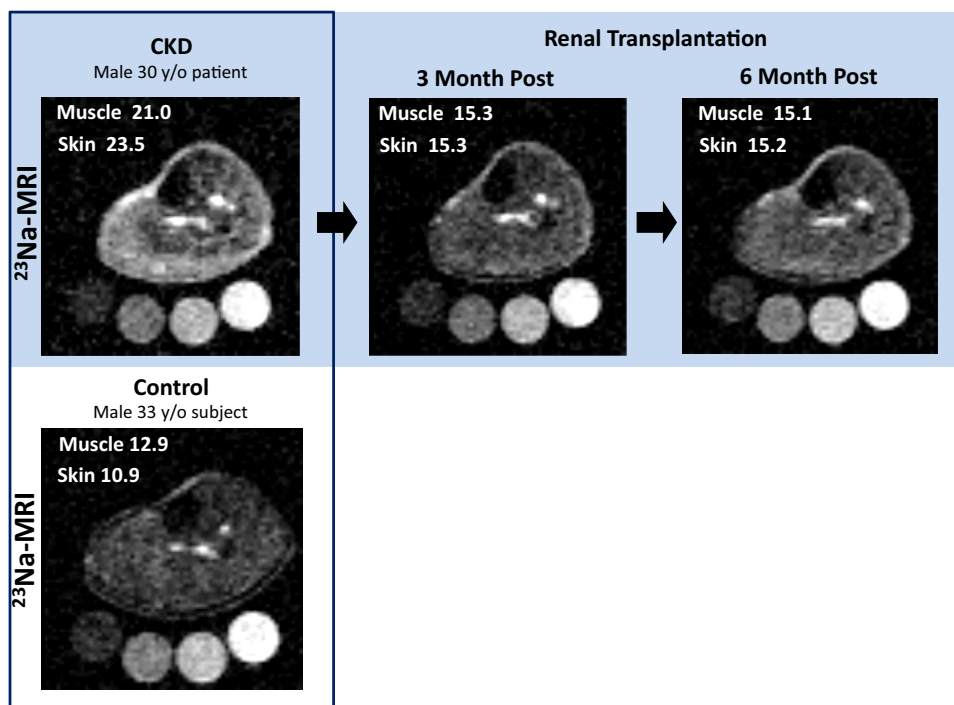 CKD
Male 30 y/o patient
Renal Transplantation
3 Month Post
6 Month Post
²³Na-MRI
Muscle 21.0
Skin 23.5
Muscle 15.3
Skin 15.3
Muscle 15.1
Skin 15.2
Control
Male 33 y/o subject
²³Na-MRI
Muscle 12.9
Skin 10.9